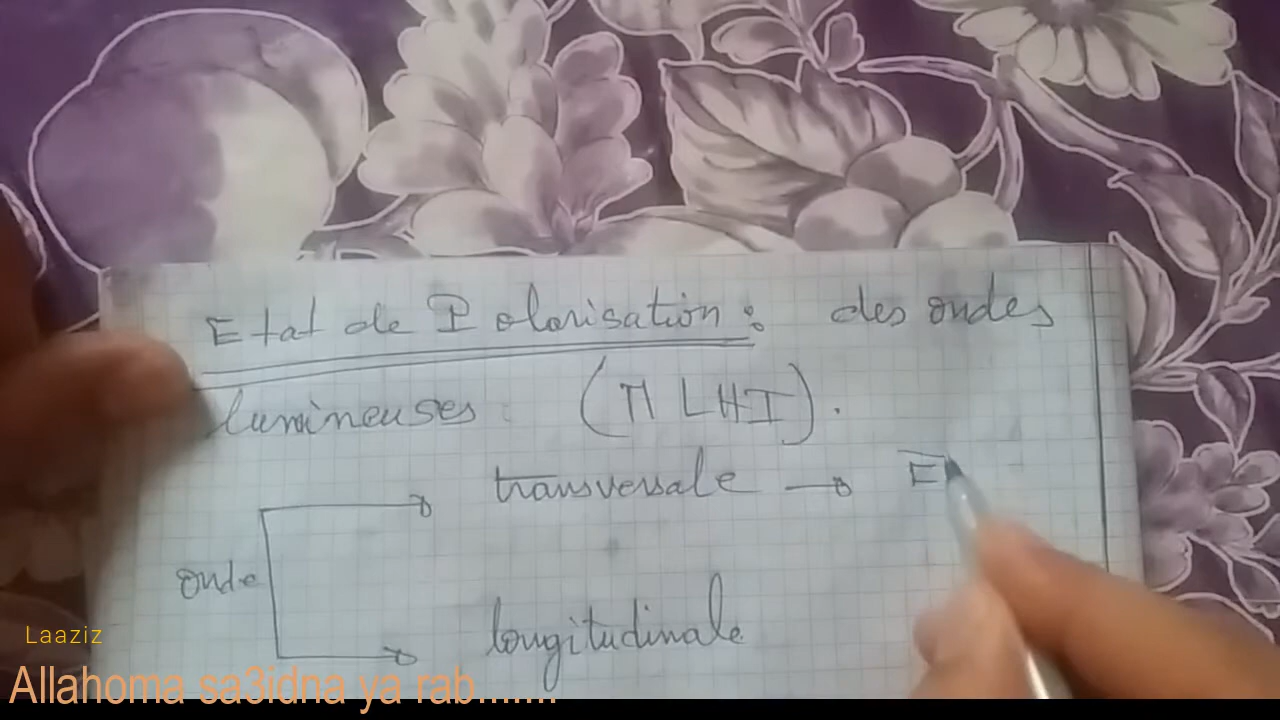 Etat de Polarisation : des ondes
lumineuses : (MLHI).
transversale → E
onde
longitudinale
Laaziz
Allahoma sa3idna ya rab.......